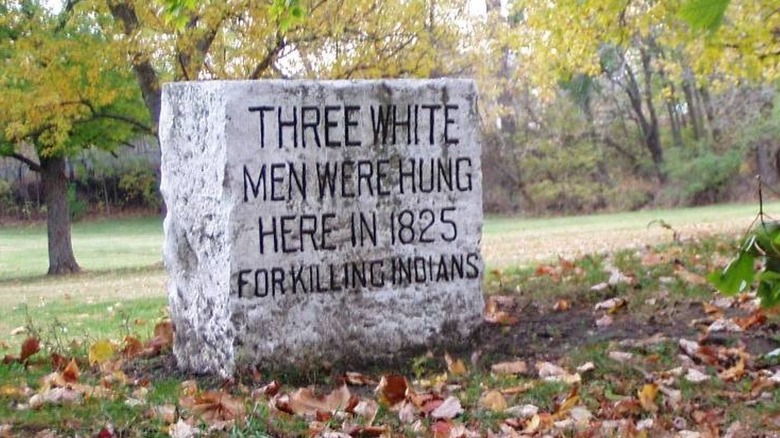 THREE WHITE
MEN WERE HUNG
HERE IN 1825
FOR KILLING INDIANS